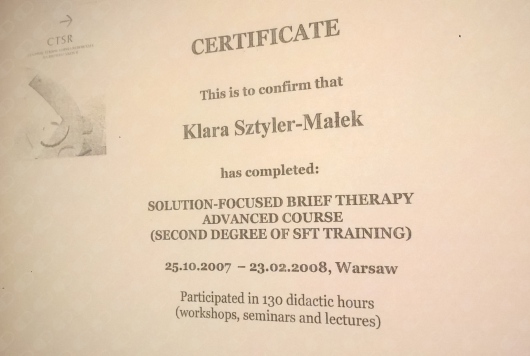 CTSR
CERTIFICATE
This is to confirm that
Klara Sztyler-Małek
has completed:
SOLUTION-FOCUSED BRIEF THERAPY
ADVANCED COURSE
(SECOND DEGREE OF SFT TRAINING)
25.10.2007 – 23.02.2008, Warsaw
Participated in 130 didactic hours
(workshops, seminars and lectures)